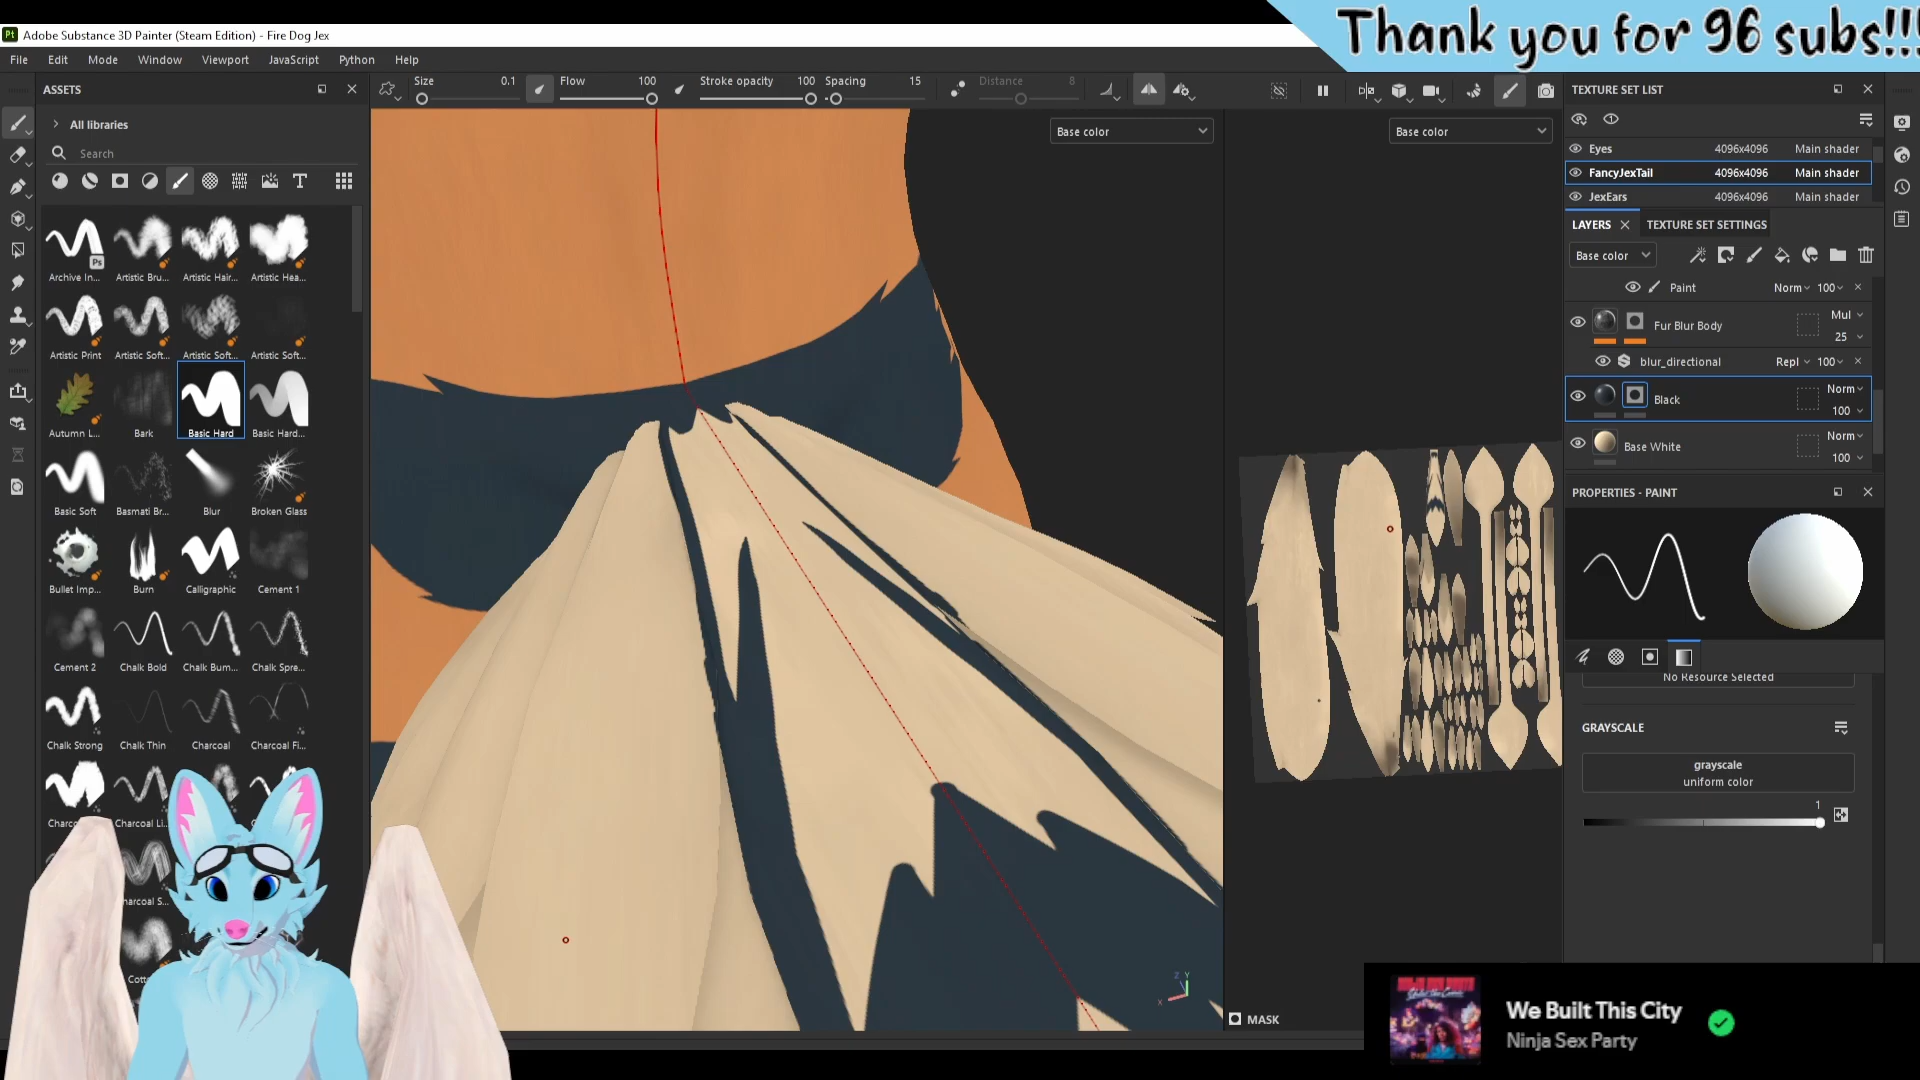 Thank you for 96 subs!!!
Pt Adobe Substance 3D Painter (Steam Edition) - Fire Dog Jex
File Edit Mode Window Viewport JavaScript Python Help
ASSETS
Size 0.1 Flow 100 Stroke opacity 100 Spacing 15 Distance 8
All libraries
Search
Archive In... Artistic Bru... Artistic Hair... Artistic Hea...
Artistic Print Artistic Soft... Artistic Soft... Artistic Soft...
Autumn L... Bark Basic Hard Basic Hard...
Basic Soft Basmati Br... Blur Broken Glass
Bullet Imp... Burn Calligraphic Cement 1
Cement 2 Chalk Bold Chalk Bum... Chalk Spre...
Chalk Strong Chalk Thin Charcoal Charcoal Fi...
Base color
Base color
MASK
TEXTURE SET LIST
Eyes 4096x4096 Main shader
FancyJexTail 4096x4096 Main shader
JexEars 4096x4096 Main shader
LAYERS TEXTURE SET SETTINGS
Base color
Paint Norm 100
Fur Blur Body Mul 25
blur_directional Repl 100
Black Norm 100
Base White Norm 100
PROPERTIES - PAINT
No Resource Selected
GRAYSCALE
grayscale
uniform color
1
We Built This City
Ninja Sex Party